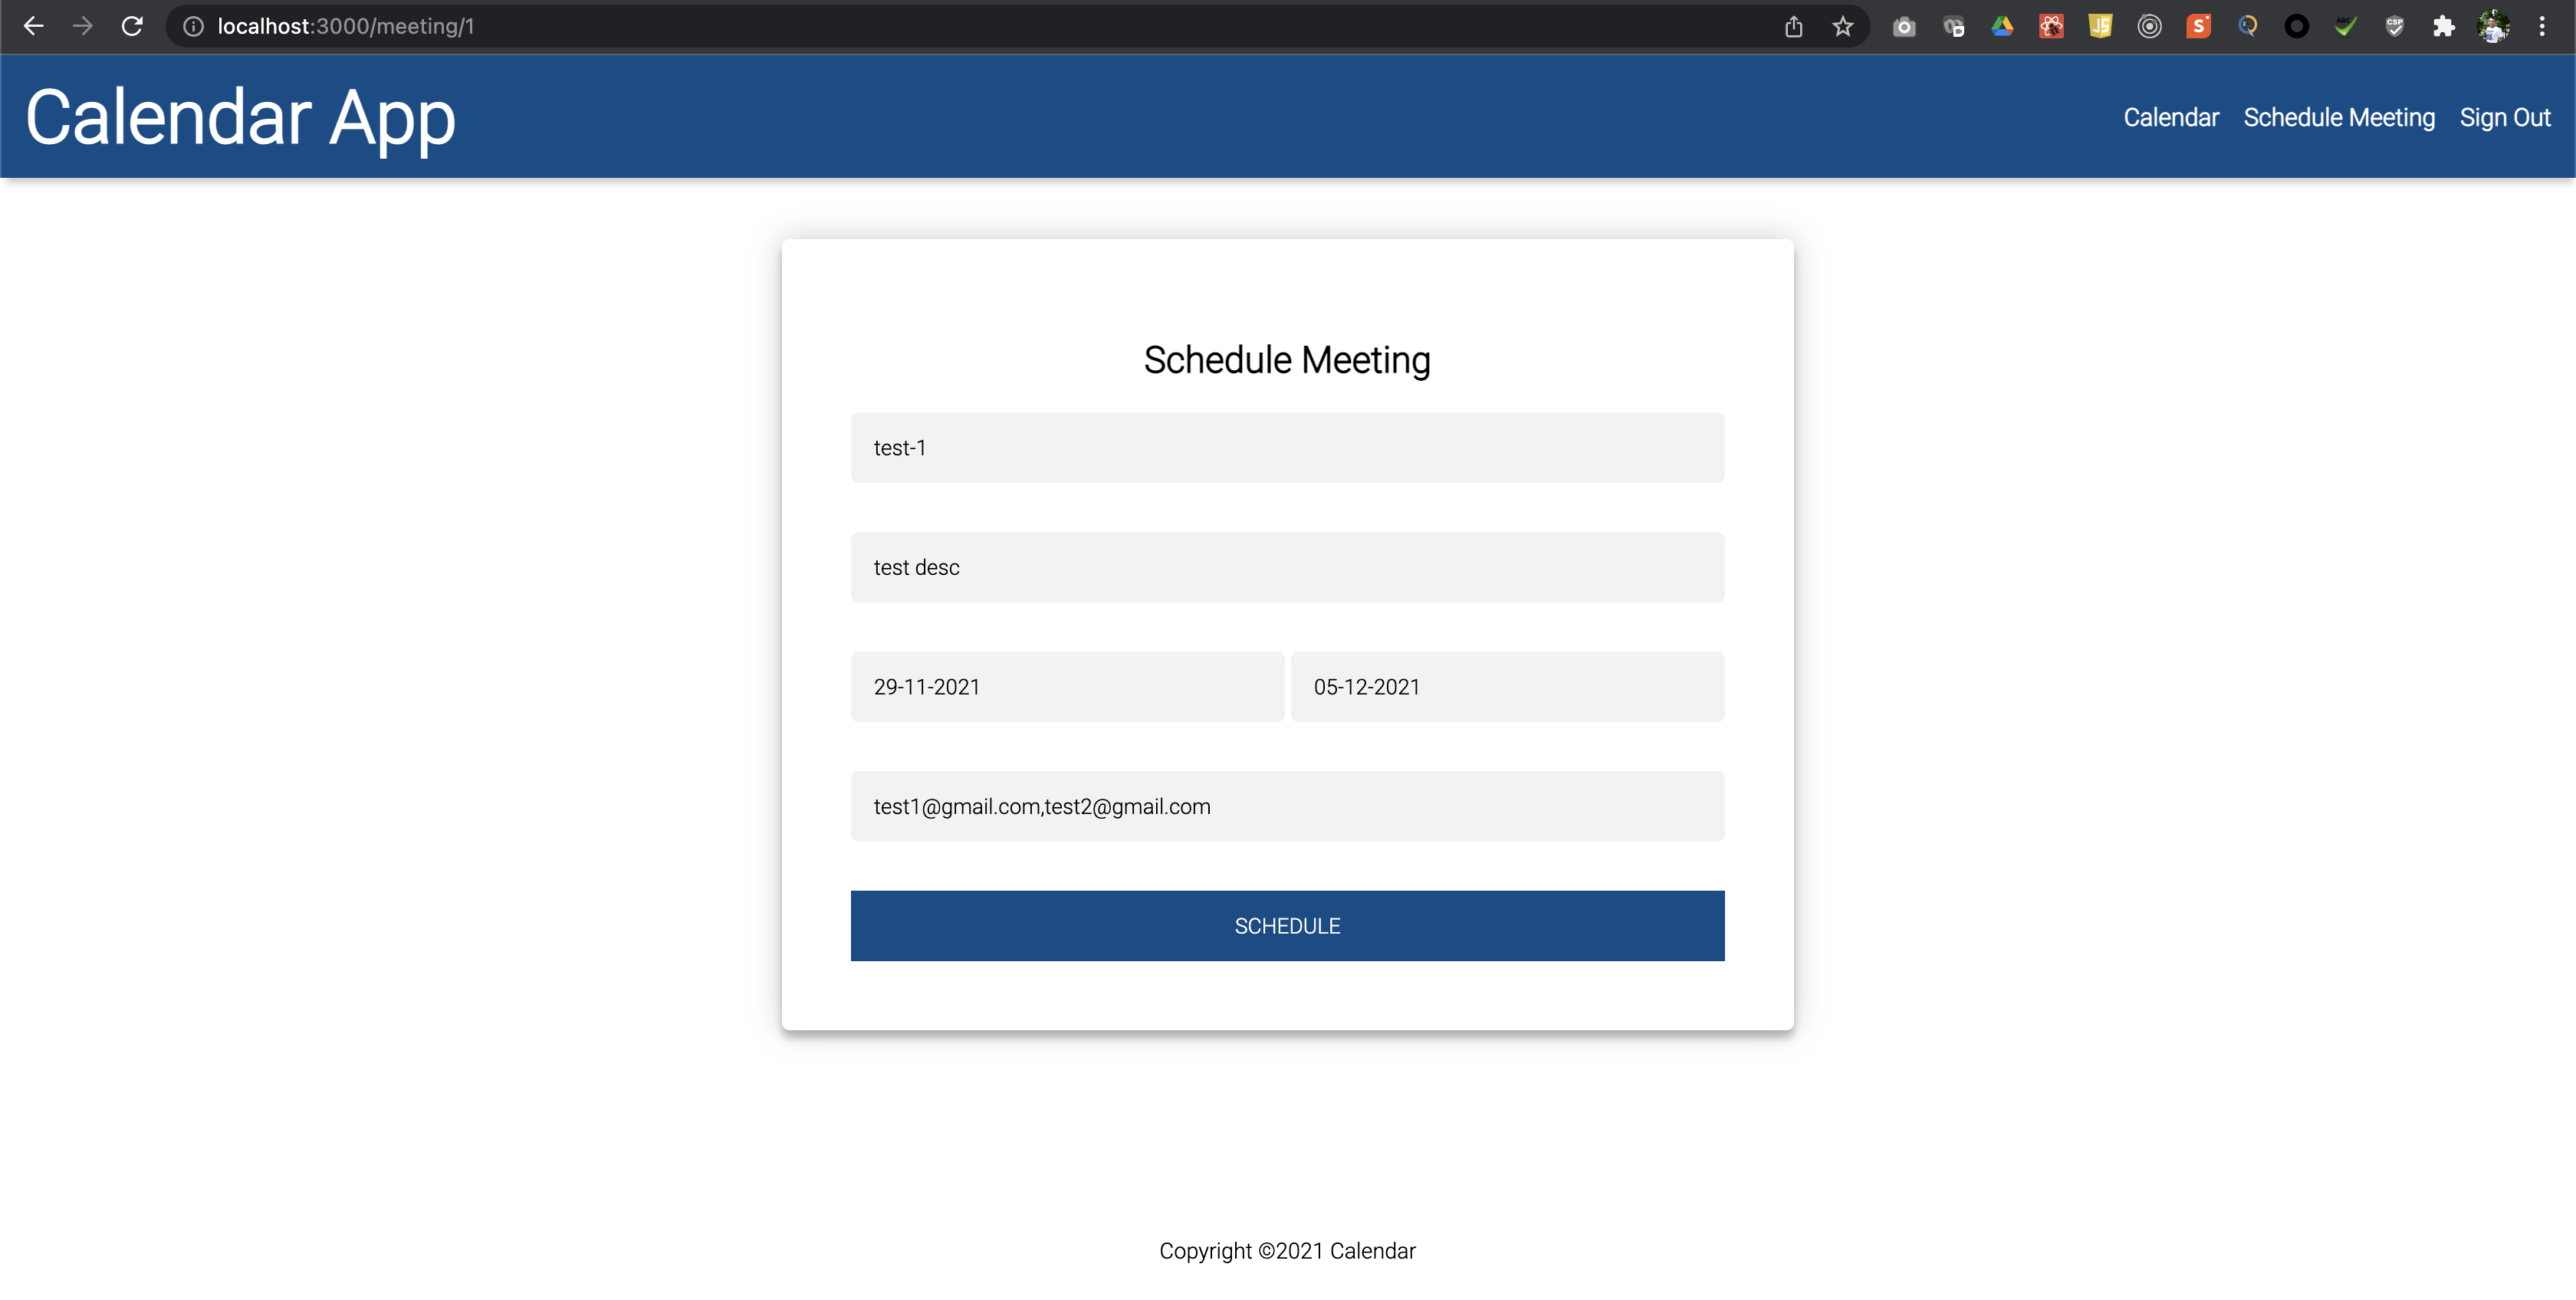 localhost:3000/meeting/1
Calendar App
Calendar Schedule Meeting Sign Out
Schedule Meeting
test-1
test desc
29-11-2021 05-12-2021
test1@gmail.com,test2@gmail.com
SCHEDULE
Copyright ©2021 Calendar